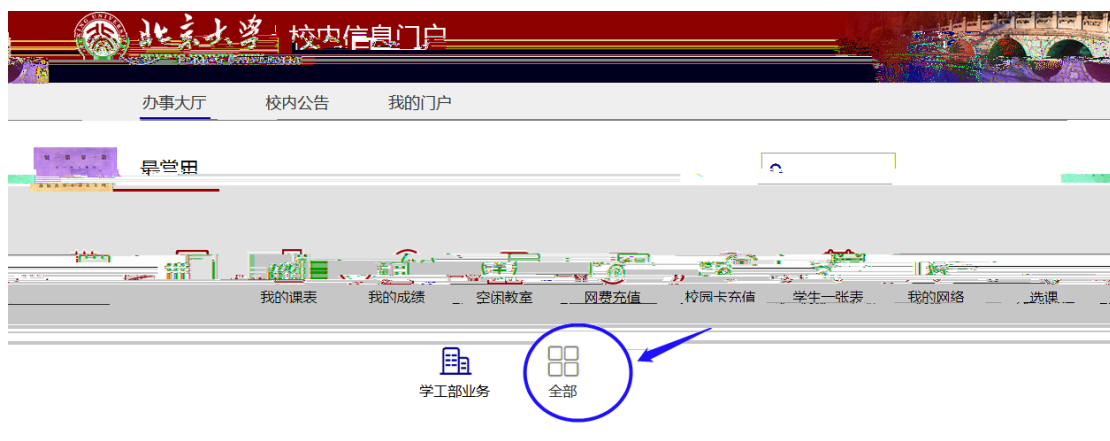 北京大学 校内信息门户
办事大厅 校内公告 我的门户
最常用
我的课表 我的成绩 空闲教室 网费充值 校园卡充值 学生一张表 我的网络 选课
学工部业务 全部